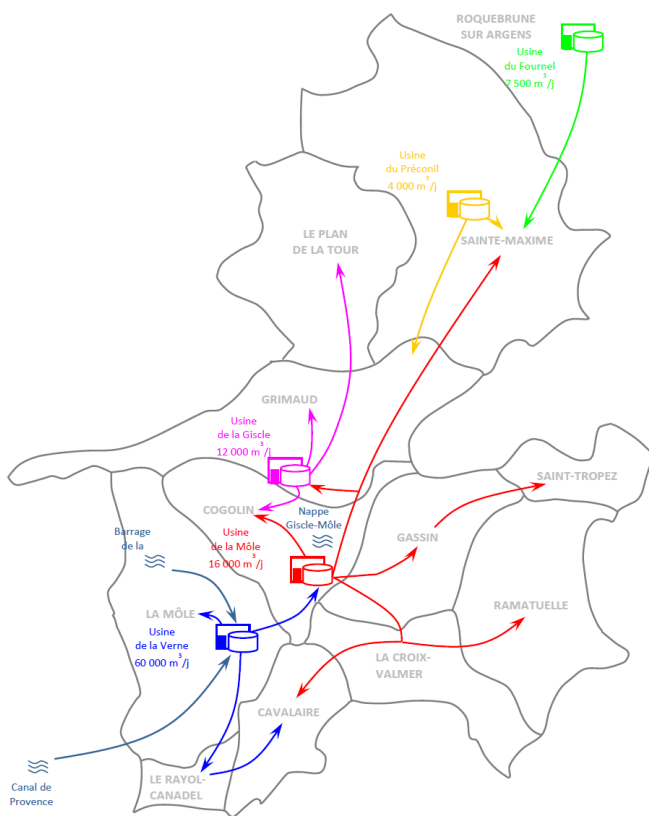 ROQUEBRUNE
SUR ARGENS
Usine
du Fournel
7 500 m³/j
Usine
du Préconil
4 000 m³/j
LE PLAN
DE LA TOUR
SAINTE-MAXIME
GRIMAUD
Usine
de la Giscle
12 000 m³/j
SAINT-TROPEZ
COGOLIN
Nappe
Giscle-Môle
Barrage
de la
Usine
de la Môle
16 000 m³/j
GASSIN
LA MÔLE
RAMATUELLE
Usine
de la Verne
60 000 m³/j
LA CROIX-
VALMER
CAVALAIRE
LE RAYOL-
CANADEL
Canal de
Provence